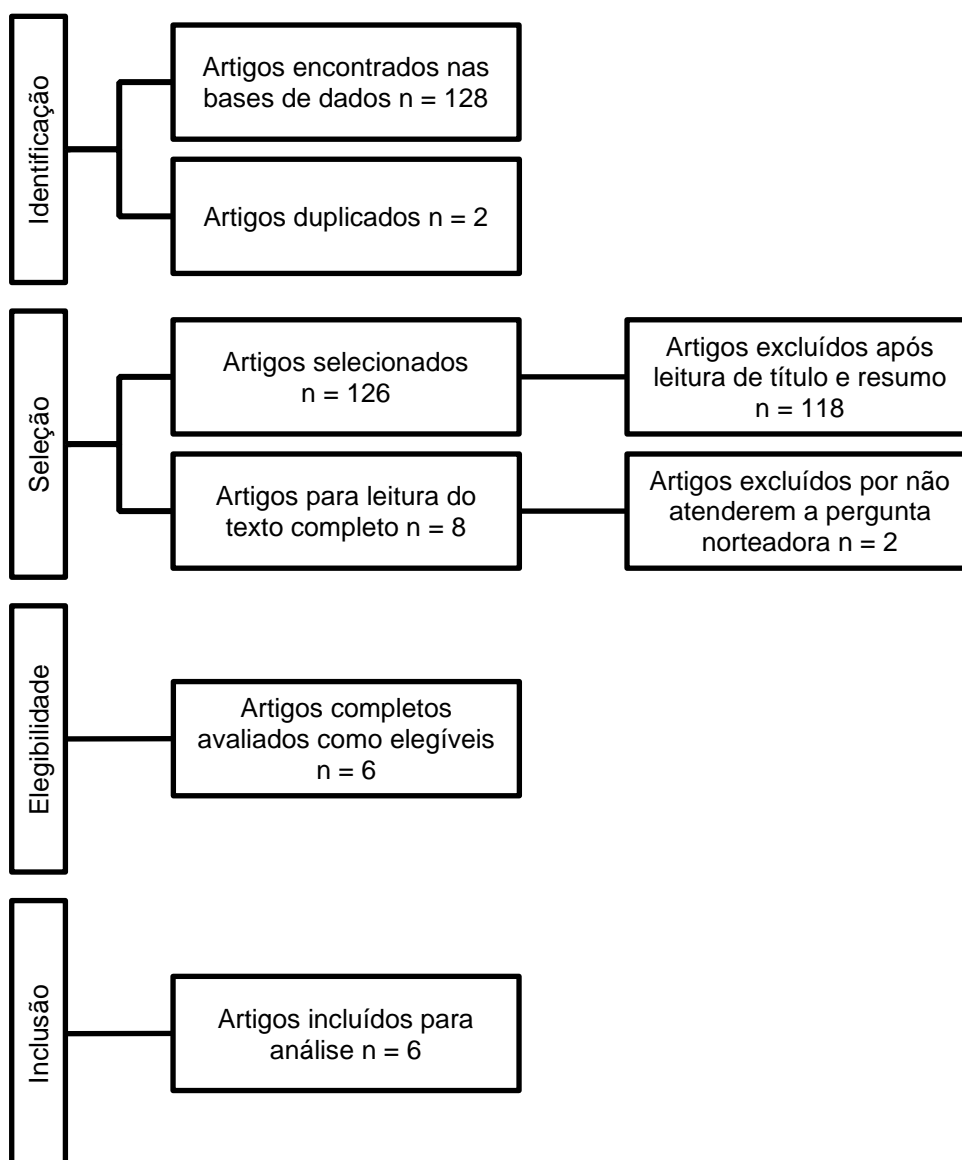 Identificação
Artigos encontrados nas
bases de dados n = 128
Artigos duplicados n = 2
Seleção
Artigos selecionados
n = 126
Artigos excluídos após
leitura de título e resumo
n = 118
Artigos para leitura do
texto completo n = 8
Artigos excluídos por não
atenderem a pergunta
norteadora n = 2
Elegibilidade
Artigos completos
avaliados como elegíveis
n = 6
Inclusão
Artigos incluídos para
análise n = 6